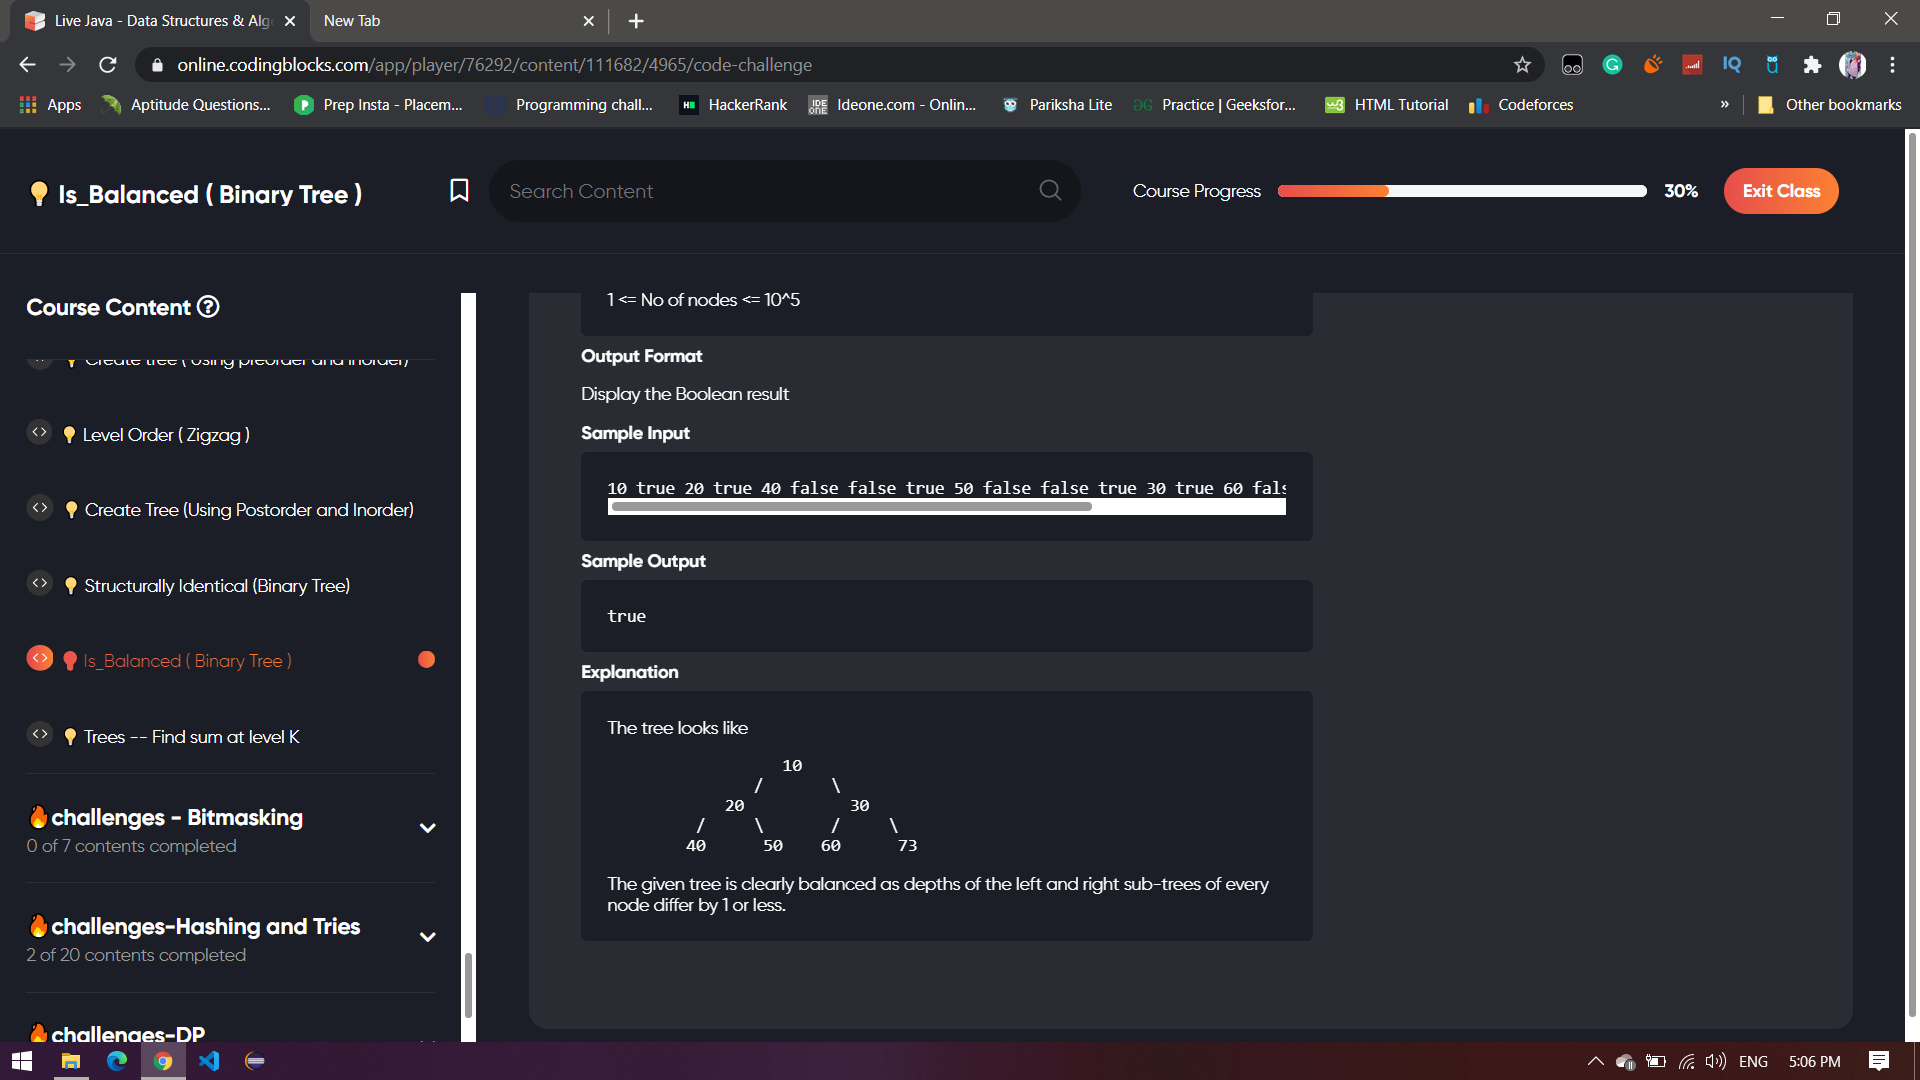 Live Java - Data Structures & Alg
New Tab
online.codingblocks.com/app/player/76292/content/111682/4965/code-challenge
Apps
Aptitude Questions...
Prep Insta - Placem...
Programming chall...
HackerRank
Ideone.com - Onlin...
Pariksha Lite
Practice | Geeksfor...
HTML Tutorial
Codeforces
»
Other bookmarks
Is_Balanced ( Binary Tree )
Search Content
Course Progress
30%
Exit Class
Course Content
Create tree ( Using preorder and inorder)
Level Order ( Zigzag )
Create Tree (Using Postorder and Inorder)
Structurally Identical (Binary Tree)
Is_Balanced ( Binary Tree )
Trees -- Find sum at level K
challenges - Bitmasking
0 of 7 contents completed
challenges-Hashing and Tries
2 of 20 contents completed
challenges-DP
1 <= No of nodes <= 10^5
Output Format
Display the Boolean result
Sample Input
10 true 20 true 40 false false true 50 false false true 30 true 60 fals
Sample Output
true
Explanation
The tree looks like
10
/ \
20 30
/ \ / \
40 50 60 73
The given tree is clearly balanced as depths of the left and right sub-trees of every
node differ by 1 or less.
ENG
5:06 PM